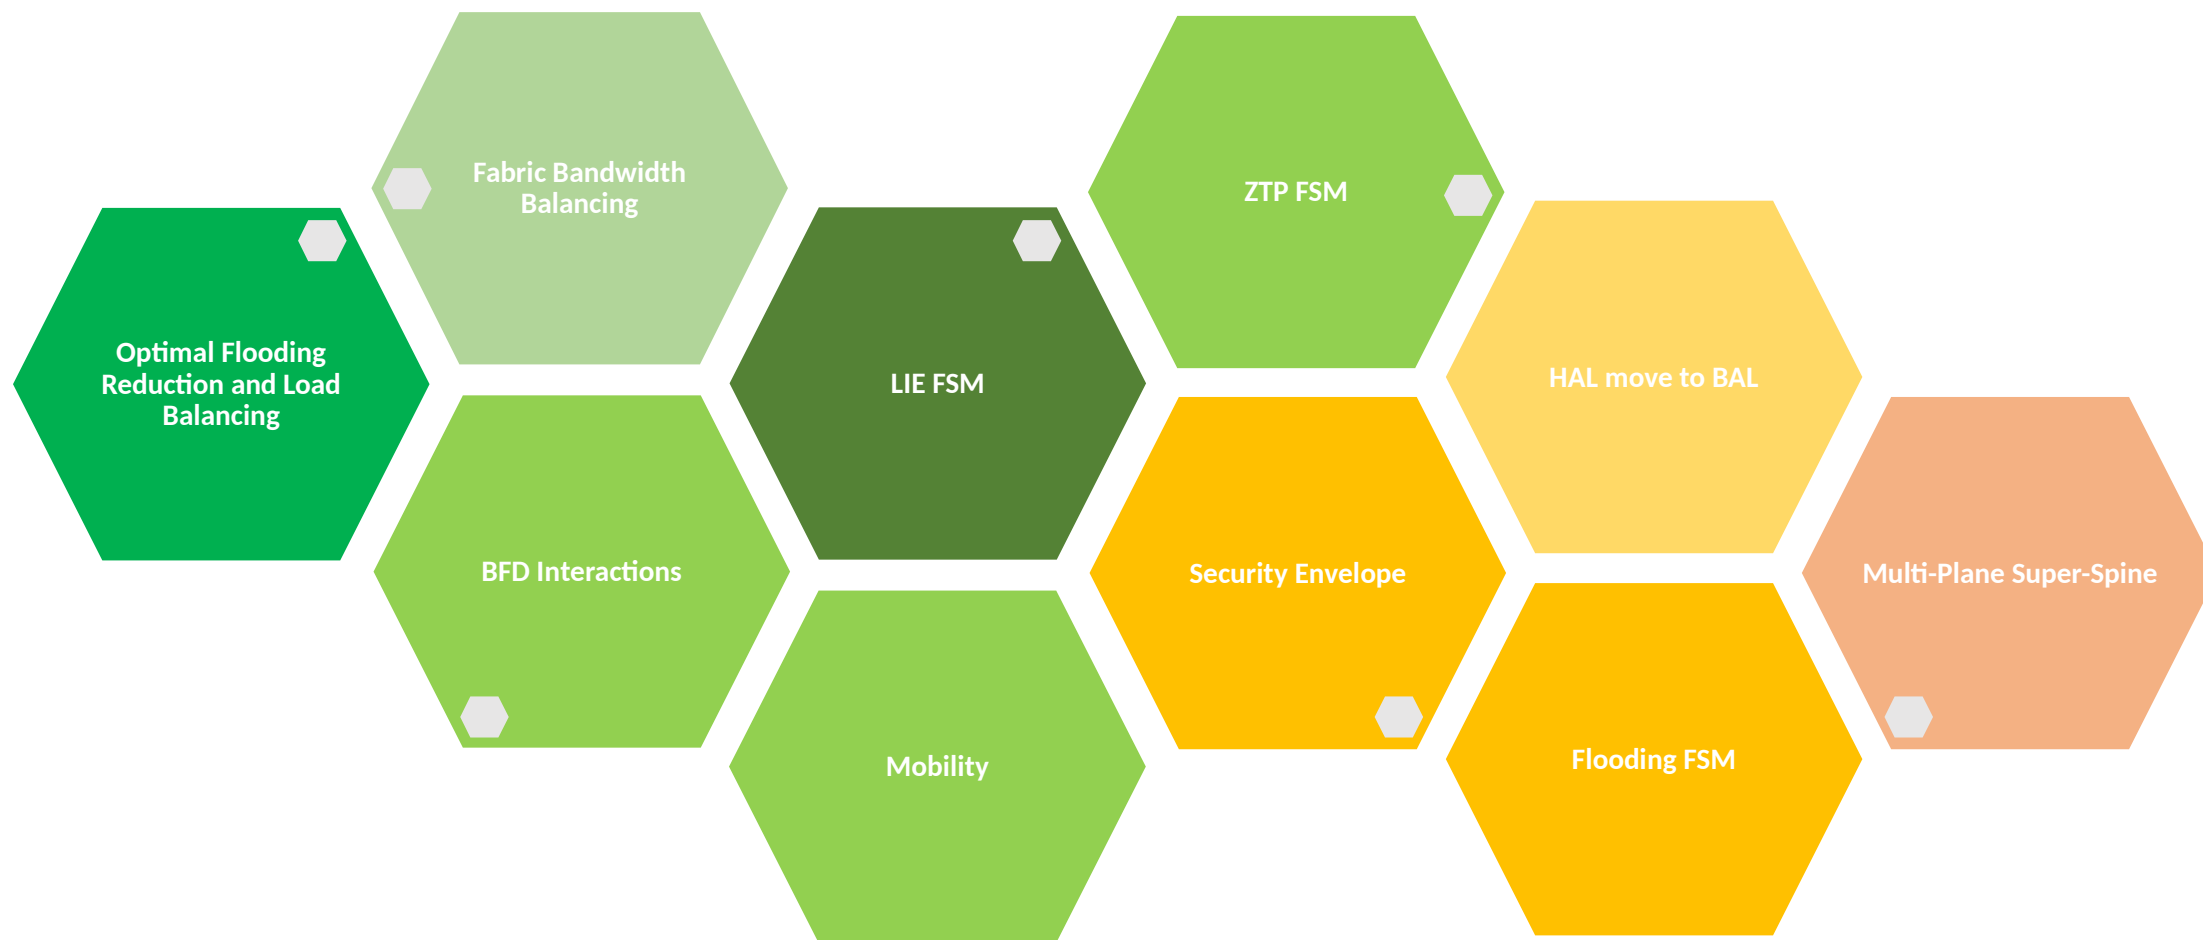 Fabric Bandwidth
Balancing
ZTP FSM
Optimal Flooding
Reduction and Load
Balancing
LIE FSM
HAL move to BAL
BFD Interactions
Security Envelope
Multi-Plane Super-Spine
Mobility
Flooding FSM